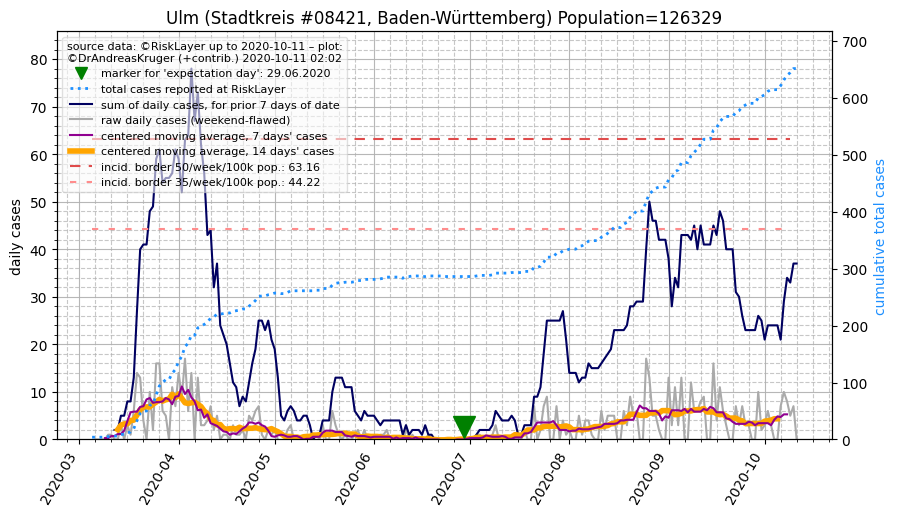 Ulm (Stadtkreis #08421, Baden-Württemberg) Population=126329
source data: ©RiskLayer up to 2020-10-11 – plot:
©DrAndreasKruger (+contrib.) 2020-10-11 02:02
marker for 'expectation day': 29.06.2020
total cases reported at RiskLayer
sum of daily cases, for prior 7 days of date
raw daily cases (weekend-flawed)
centered moving average, 7 days' cases
centered moving average, 14 days' cases
incid. border 50/week/100k pop.: 63.16
incid. border 35/week/100k pop.: 44.22
daily cases
80
70
60
50
40
30
20
10
0
700
600
500
400
300
200
100
0
cumulative total cases
2020-03
2020-04
2020-05
2020-06
2020-07
2020-08
2020-09
2020-10